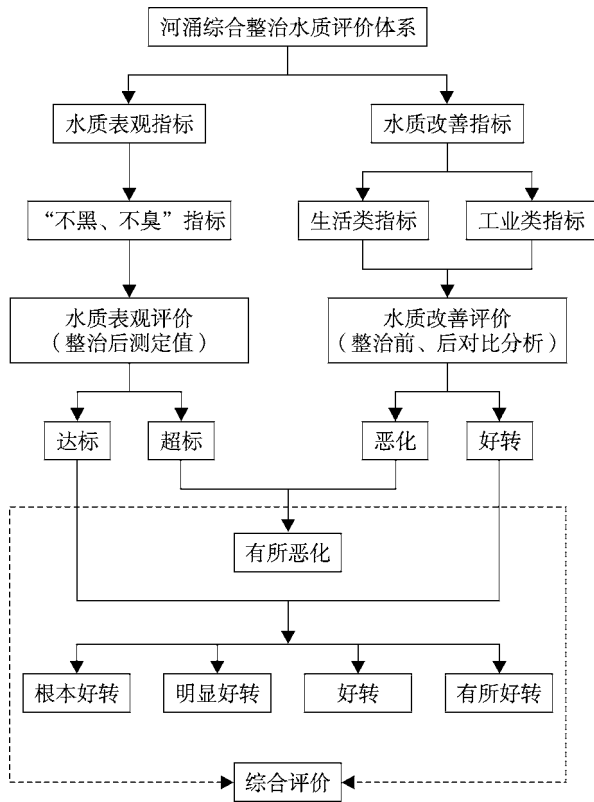 河涌综合整治水质评价体系
水质表观指标
水质改善指标
“不黑、不臭”指标
生活类指标
工业类指标
水质表观评价
（整治后测定值）
水质改善评价
（整治前、后对比分析）
达标
超标
恶化
好转
有所恶化
根本好转
明显好转
好转
有所好转
综合评价